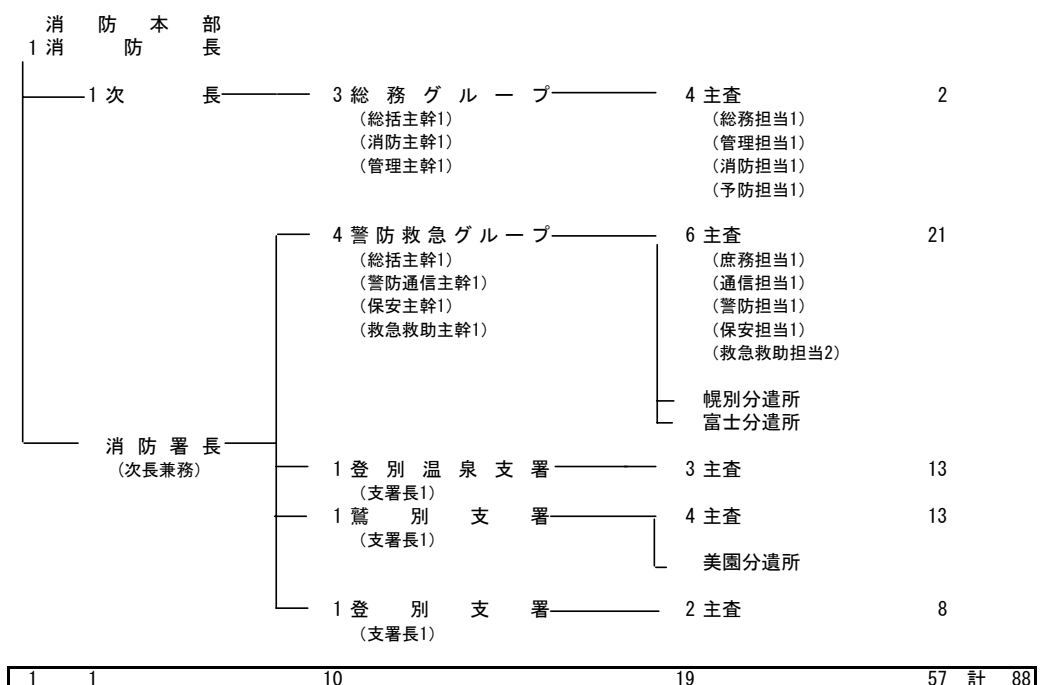 消防本部
1 消防長
1 次長 3 総務グループ 4 主査 2
(総括主幹1) (総務担当1)
(消防主幹1) (管理担当1)
(管理主幹1) (消防担当1)
(予防担当1)
4 警防救急グループ 6 主査 21
(総括主幹1) (庶務担当1)
(警防通信主幹1) (通信担当1)
(保安主幹1) (警防担当1)
(救急救助主幹1) (保安担当1)
(救急救助担当2)
幌別分遣所
富士分遣所
消防署長
(次長兼務) 1 登別温泉支署 3 主査 13
(支署長1)
1 鷲別支署 4 主査 13
(支署長1)
美園分遣所
1 登別支署 2 主査 8
(支署長1)
1 1 10 19 57 計 88